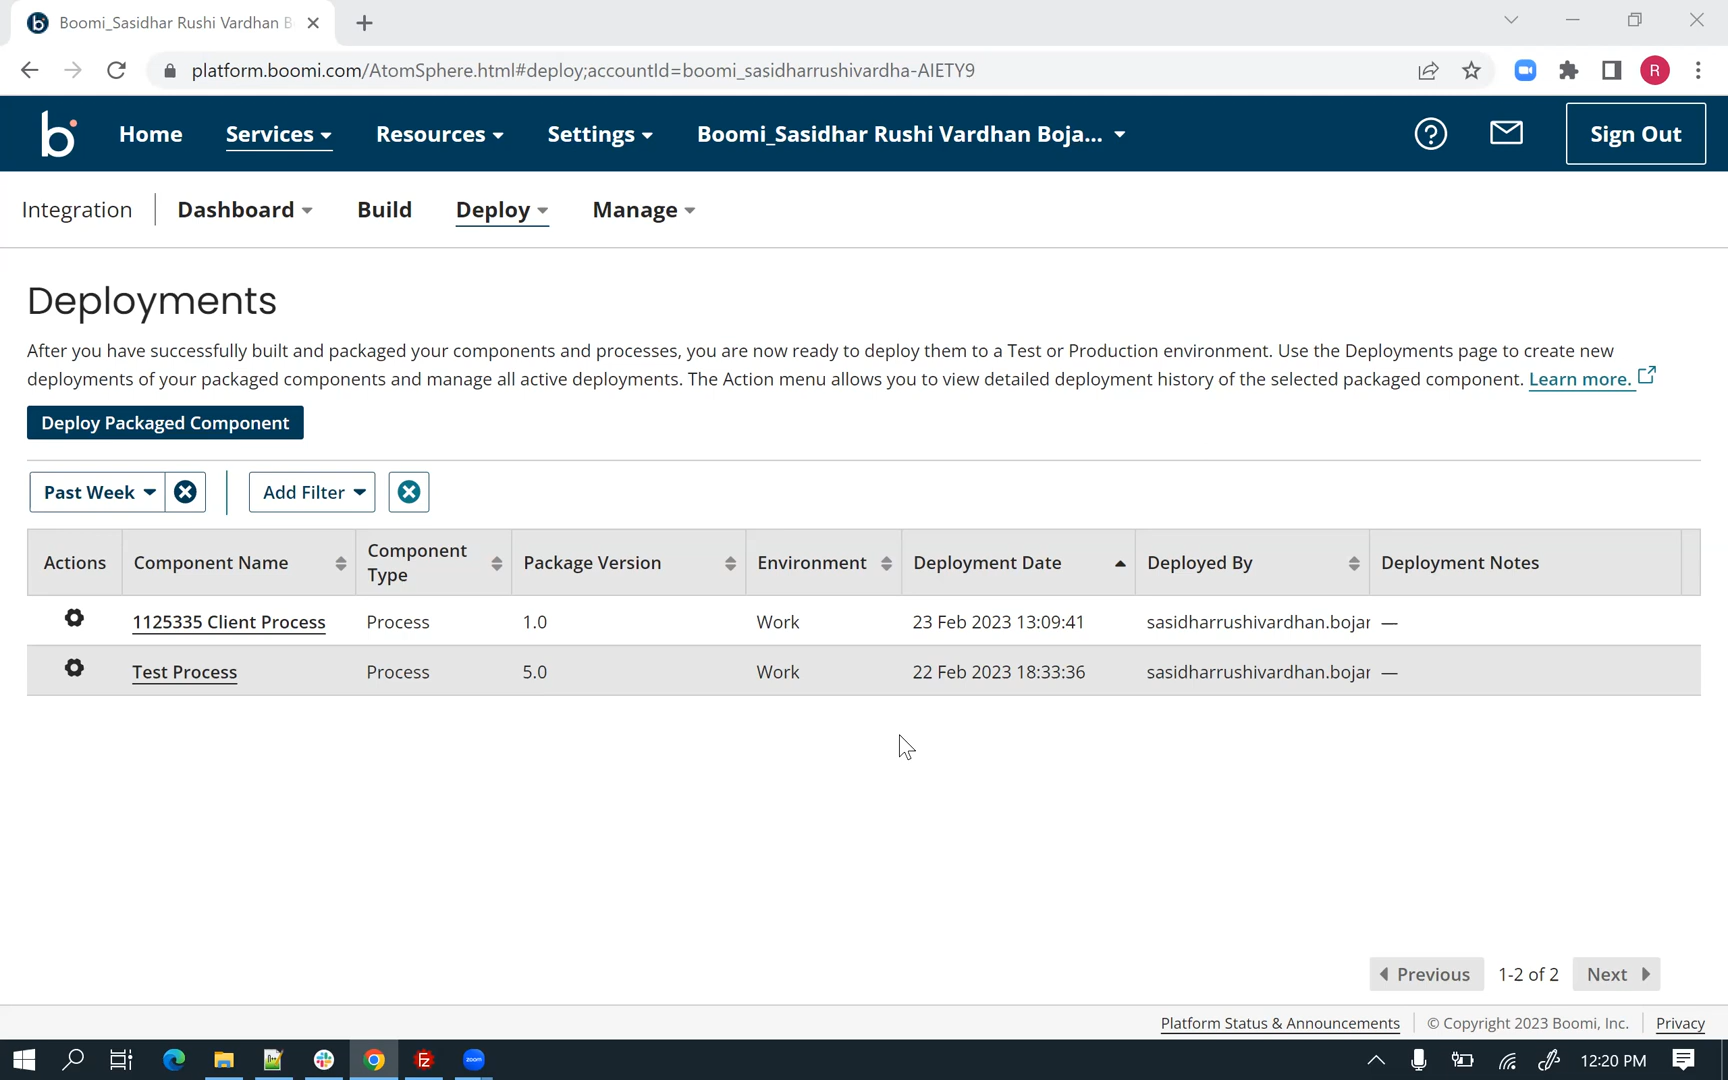 Boomi_Sasidhar Rushi Vardhan B
platform.boomi.com/AtomSphere.html#deploy;accountId=boomi_sasidharrushivardha-AIETY9
R
b Home Services Resources Settings Boomi_Sasidhar Rushi Vardhan Boja... Sign Out
Integration Dashboard Build Deploy Manage
Deployments
After you have successfully built and packaged your components and processes, you are now ready to deploy them to a Test or Production environment. Use the Deployments page to create new
deployments of your packaged components and manage all active deployments. The Action menu allows you to view detailed deployment history of the selected packaged component. Learn more.
Deploy Packaged Component
Past Week Add Filter
Actions Component Name Component Type Package Version Environment Deployment Date Deployed By Deployment Notes
1125335 Client Process Process 1.0 Work 23 Feb 2023 13:09:41 sasidharrushivardhan.bojar —
Test Process Process 5.0 Work 22 Feb 2023 18:33:36 sasidharrushivardhan.bojar —
Previous 1-2 of 2 Next
Platform Status & Announcements © Copyright 2023 Boomi, Inc. Privacy
Fz zoom 12:20 PM